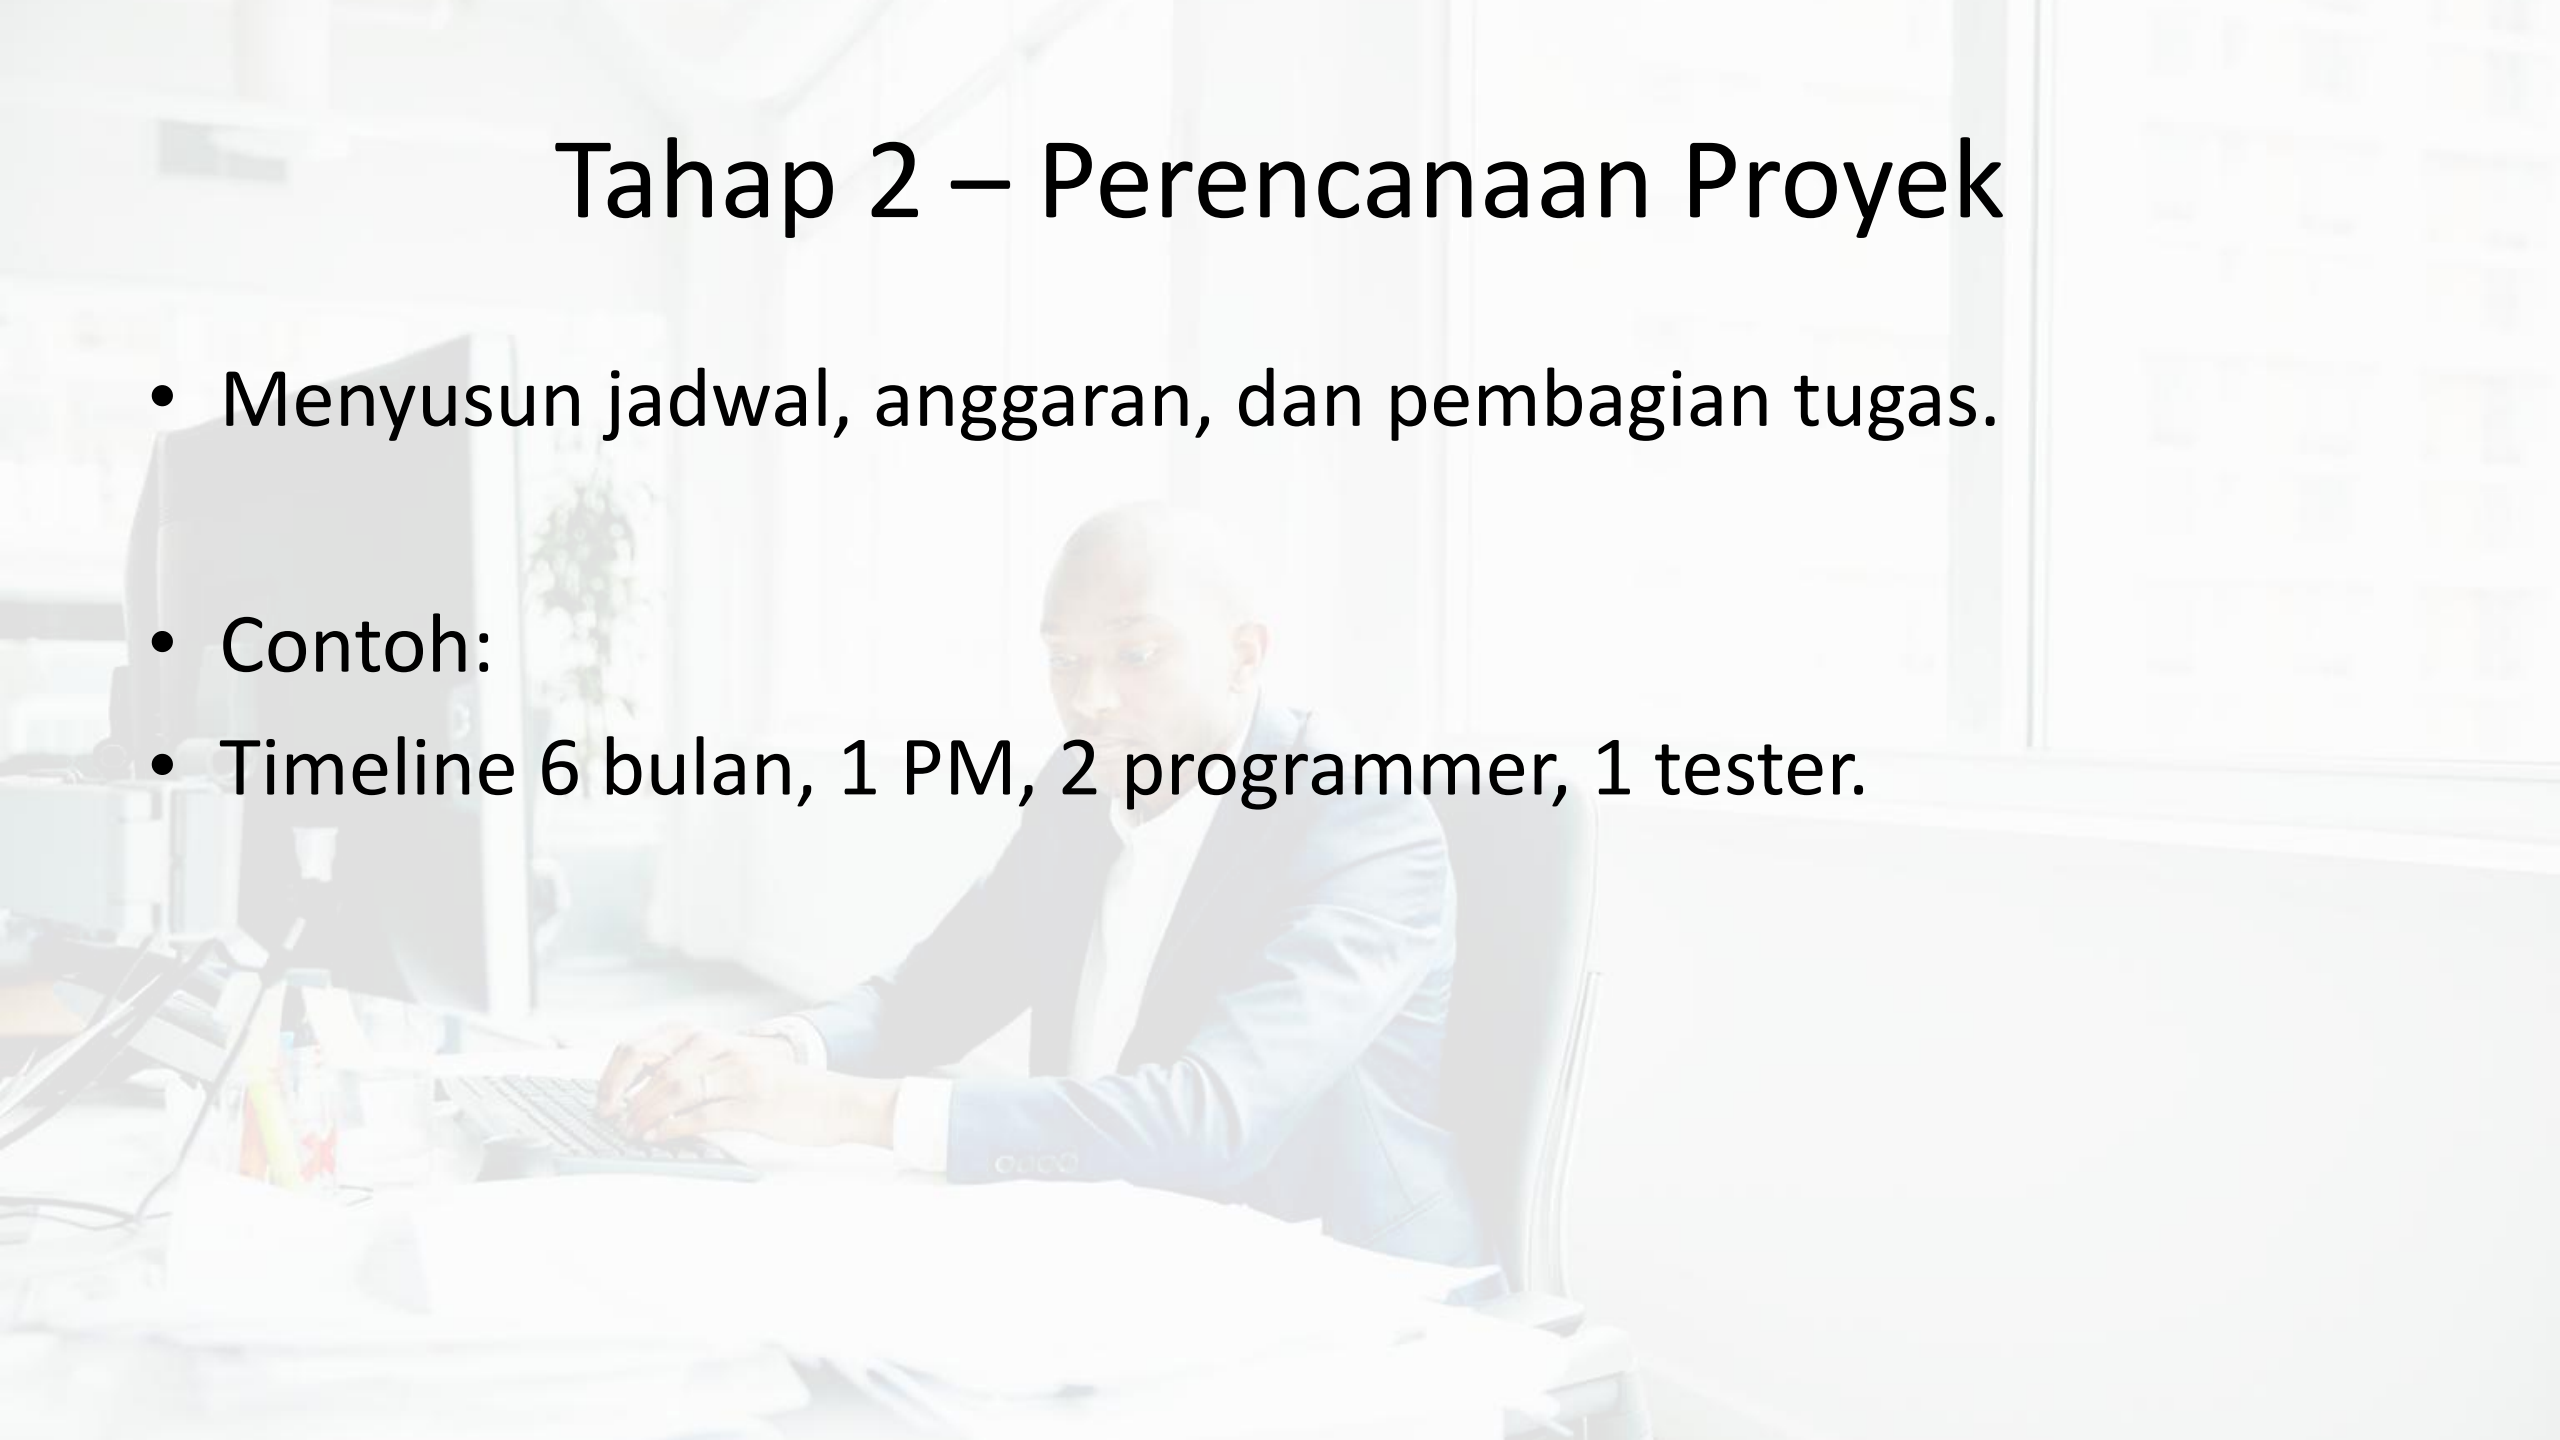 Tahap 2 – Perencanaan Proyek
• Menyusun jadwal, anggaran, dan pembagian tugas.
• Contoh:
• Timeline 6 bulan, 1 PM, 2 programmer, 1 tester.